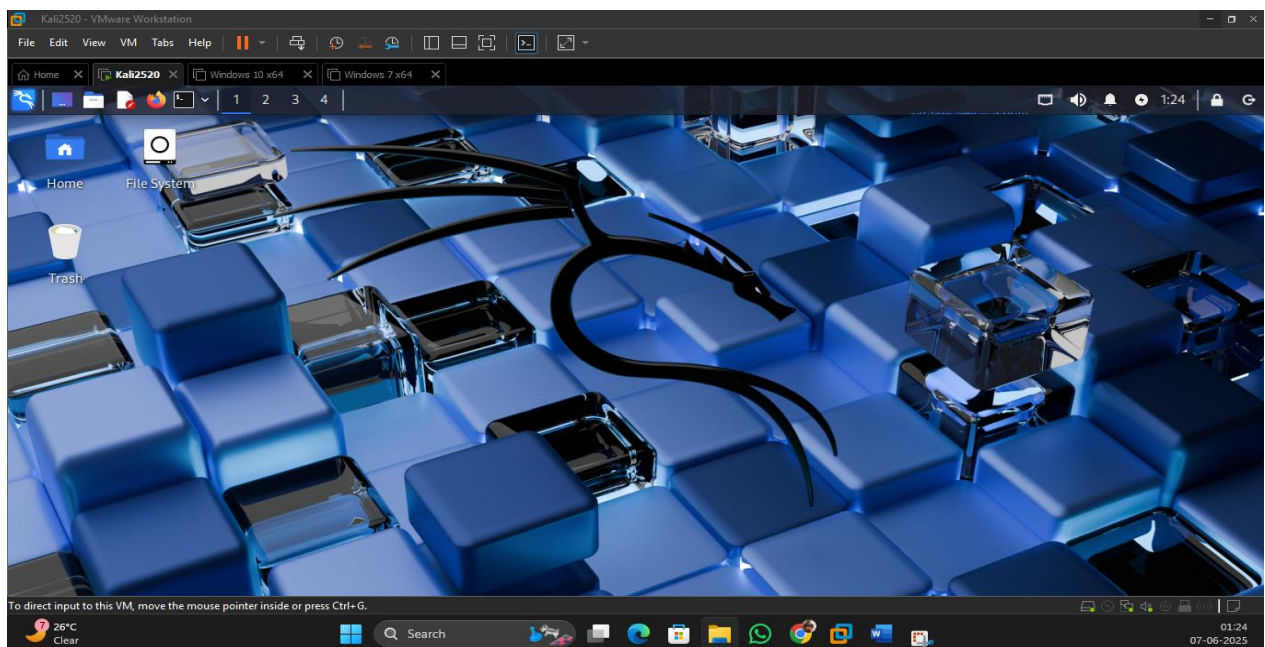 Kali2520 - VMware Workstation
File Edit View VM Tabs Help
Home Kali2520 Windows 10 x64 Windows 7 x64
1 2 3 4 1:24
Home File System
Trash
To direct input to this VM, move the mouse pointer inside or press Ctrl+G.
7 26°C Search 01:24
Clear 07-06-2025